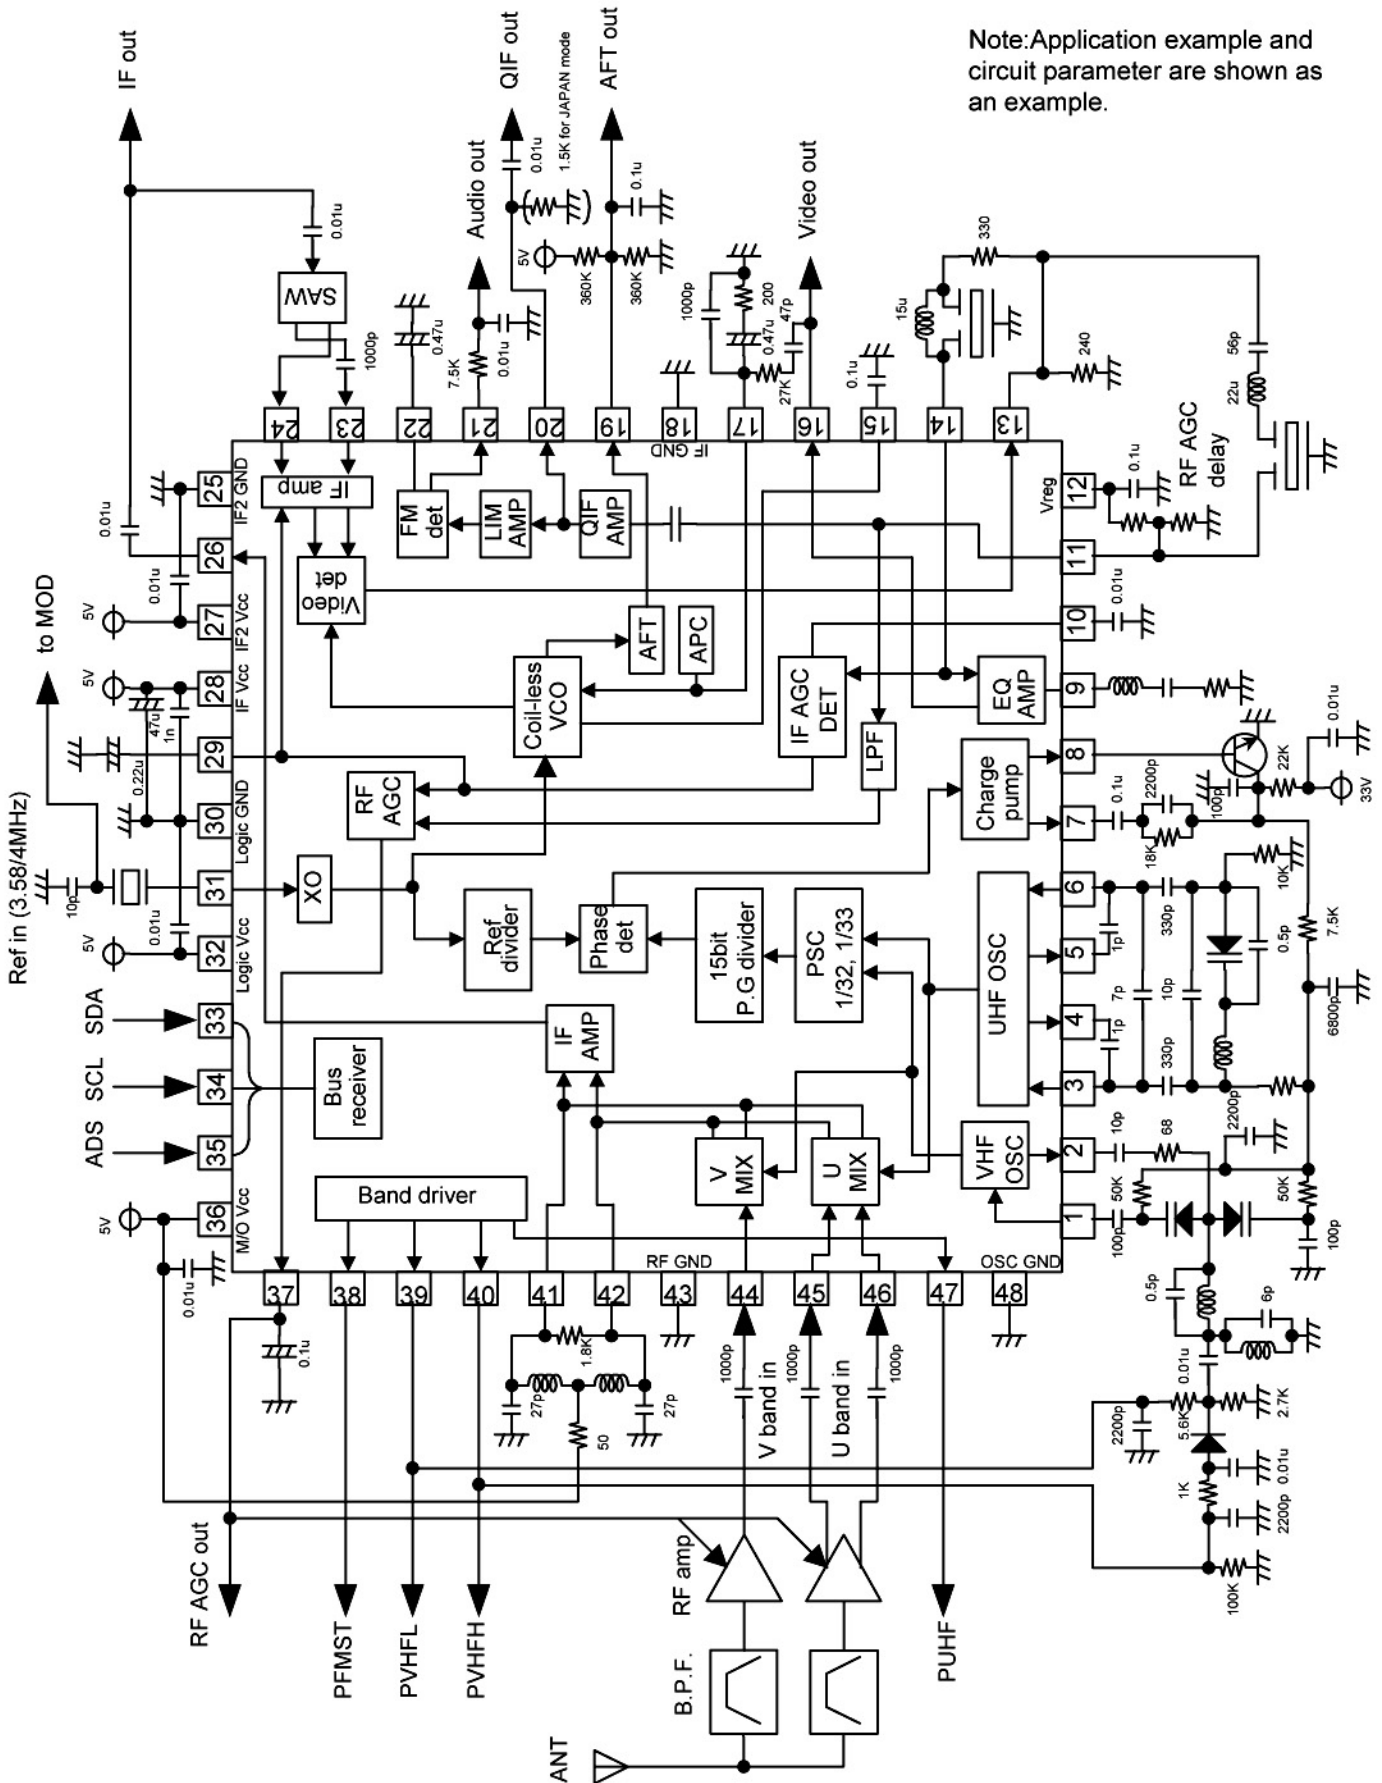 Note:Application example and
circuit parameter are shown as
an example.
IF out
QIF out
AFT out
Audio out
Video out
to MOD
Ref in (3.58/4MHz)
SDA
SCL
ADS
0.01u
SAW
1000p
0.01u
0.47u
7.5K
0.01u
0.01u
1.5K for JAPAN mode
5V
360K
360K
0.1u
1000p
200
0.47u
47p
27K
0.1u
15u
330
240
56p
22u
24
23
22
21
20
19
18
17
16
15
14
13
IF GND
25
IF2 GND
26
27
IF2 Vcc
28
IF Vcc
29
30
Logic GND
31
32
Logic Vcc
33
34
35
36
M/O Vcc
0.01u
5V
5V
47u
1n
0.22u
10p
0.01u
5V
5V
0.01u
IF amp
Video
det
FM
det
LIM
AMP
QIF
AMP
Coil-less
VCO
AFT
APC
IF AGC
DET
EQ
AMP
LPF
RF
AGC
XO
Charge
pump
Ref
divider
Phase
det
15bit
P.G divider
PSC
1/32, 1/33
UHF OSC
IF
AMP
Bus
receiver
V
MIX
U
MIX
VHF
OSC
Band driver
RF GND
OSC GND
Vreg
12
11
10
9
8
7
6
5
4
3
2
1
0.1u
RF AGC
delay
0.01u
22K
0.01u
33V
100p
2200p
0.1u
18K
10K
7.5K
1p
330p
0.5p
7p
10p
1p
330p
6800p
2200p
10p
68
50K
50K
100p
100p
0.5p
6p
0.01u
2200p
5.6K
2.7K
0.01u
1K
2200p
100K
37
38
39
40
41
42
43
44
45
46
47
48
0.1u
1.8K
27p
27p
50
1000p
V band in
1000p
U band in
1000p
RF AGC out
PFMST
PVHFL
PVHFH
RF amp
B.P.F.
PUHF
ANT